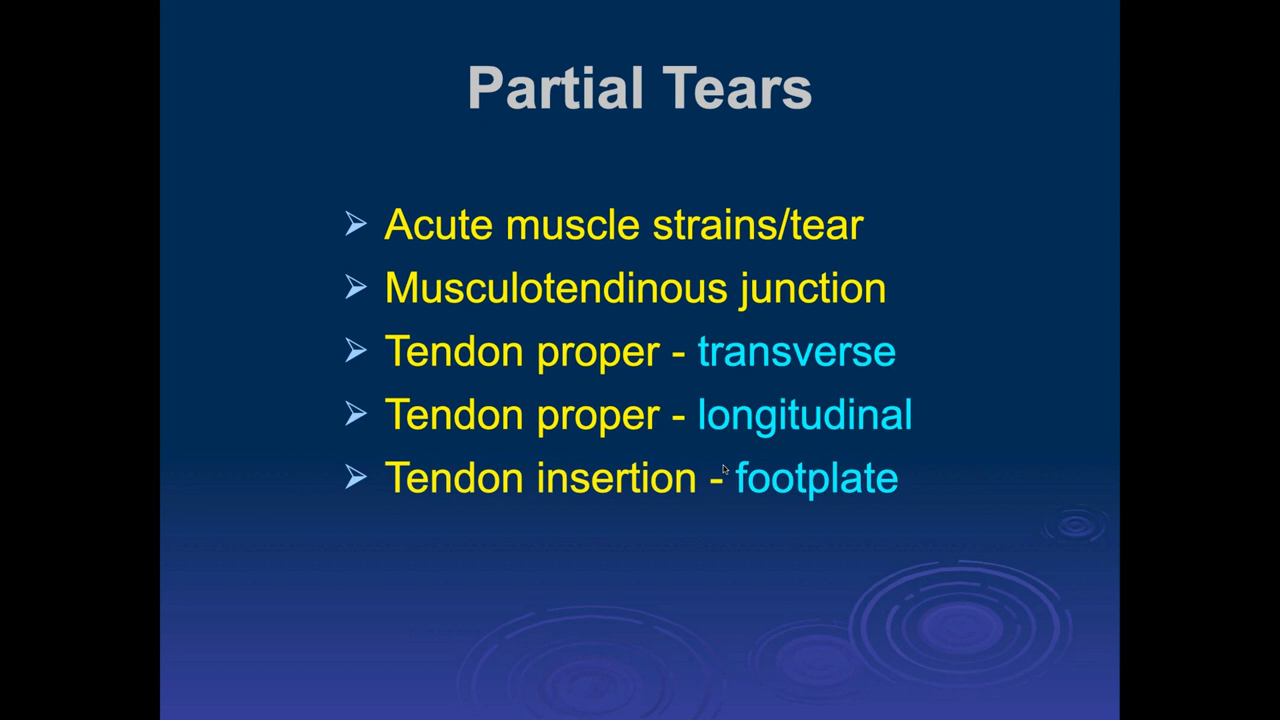 Partial Tears
Acute muscle strains/tear
Musculotendinous junction
Tendon proper - transverse
Tendon proper - longitudinal
Tendon insertion - footplate